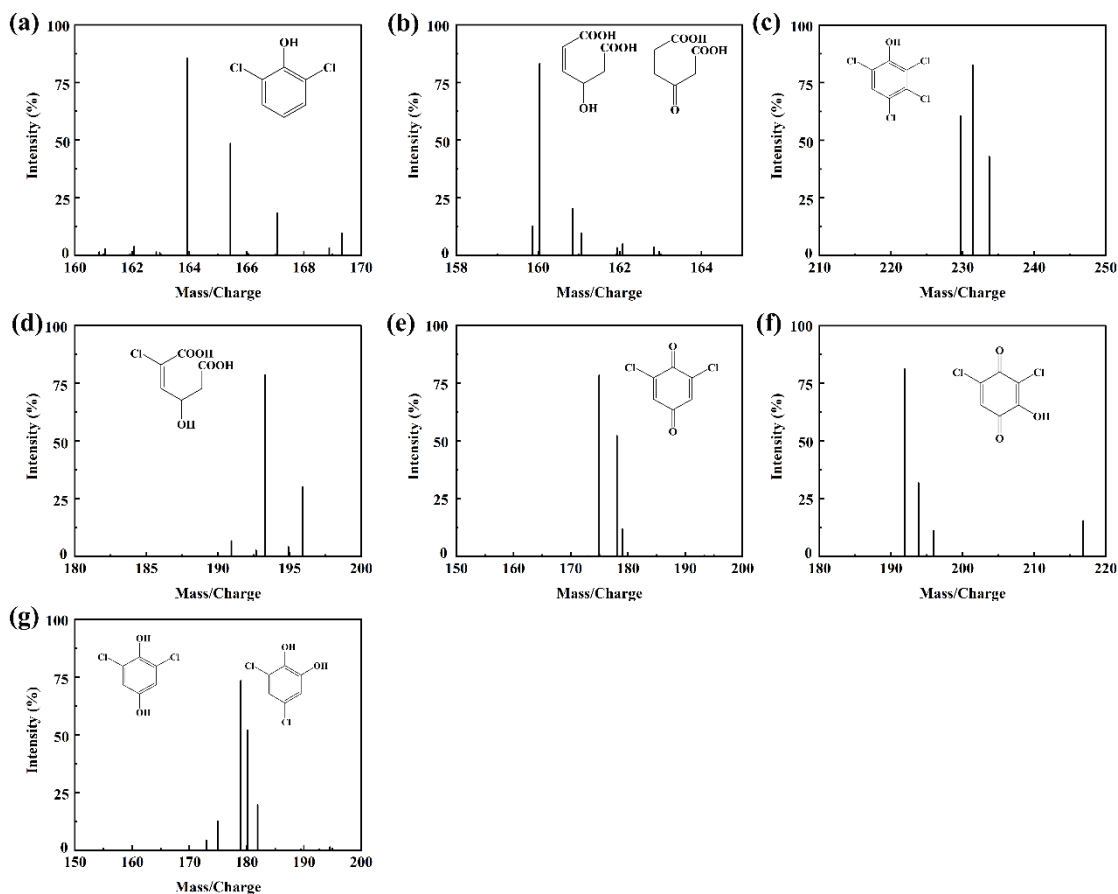 (a)
100
75
50
25
0
Intensity (%)
OH
Cl
Cl
160 162 164 166 168 170
Mass/Charge
(b)
100
75
50
25
0
Intensity (%)
COOH
COOH
OH
COOH
COOH
O
158 160 162 164
Mass/Charge
(c)
100
75
50
25
0
Intensity (%)
OH
Cl
Cl
Cl
Cl
210 220 230 240 250
Mass/Charge
(d)
100
75
50
25
0
Intensity (%)
Cl
COOH
COOH
OH
180 185 190 195 200
Mass/Charge
(e)
100
75
50
25
0
Intensity (%)
O
Cl
Cl
O
150 160 170 180 190 200
Mass/Charge
(f)
100
75
50
25
0
Intensity (%)
O
Cl
Cl
OH
O
180 190 200 210 220
Mass/Charge
(g)
100
75
50
25
0
Intensity (%)
OH
Cl
Cl
OH
OH
Cl
OH
Cl
150 160 170 180 190 200
Mass/Charge